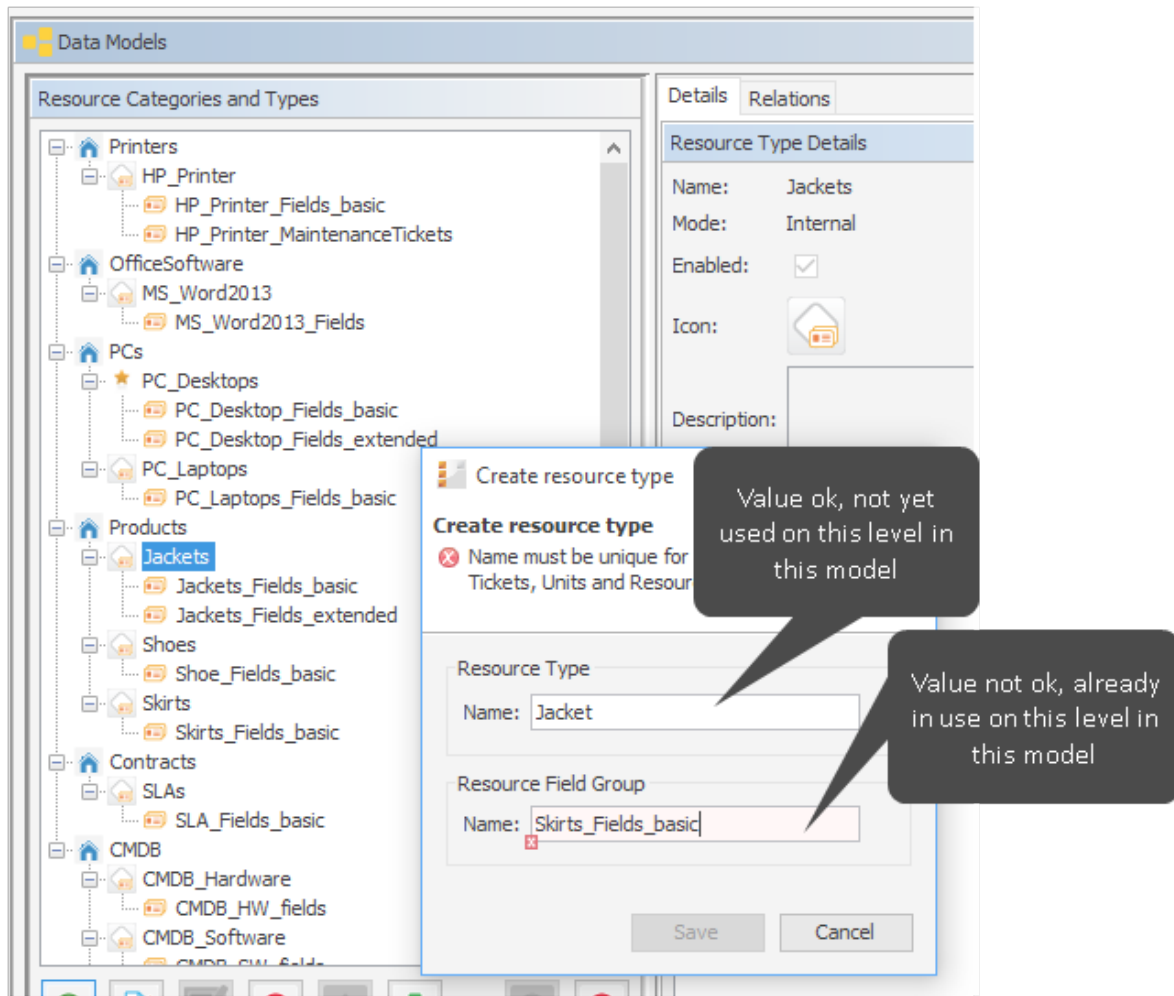 Data Models
Resource Categories and Types
Printers
HP_Printer
HP_Printer_Fields_basic
HP_Printer_MaintenanceTickets
OfficeSoftware
MS_Word2013
MS_Word2013_Fields
PCs
PC_Desktops
PC_Desktop_Fields_basic
PC_Desktop_Fields_extended
PC_Laptops
PC_Laptops_Fields_basic
Products
Jackets
Jackets_Fields_basic
Jackets_Fields_extended
Shoes
Shoe_Fields_basic
Skirts
Skirts_Fields_basic
Contracts
SLAs
SLA_Fields_basic
CMDB
CMDB_Hardware
CMDB_HW_fields
CMDB_Software
CMDB_SW_fields
Details Relations
Resource Type Details
Name: Jackets
Mode: Internal
Enabled:
Icon:
Description:
Create resource type
Create resource type
Name must be unique for
Tickets, Units and Resour
Resource Type
Name: Jacket
Resource Field Group
Name: Skirts_Fields_basic
Save Cancel
Value ok, not yet
used on this level in
this model
Value not ok, already
in use on this level in
this model